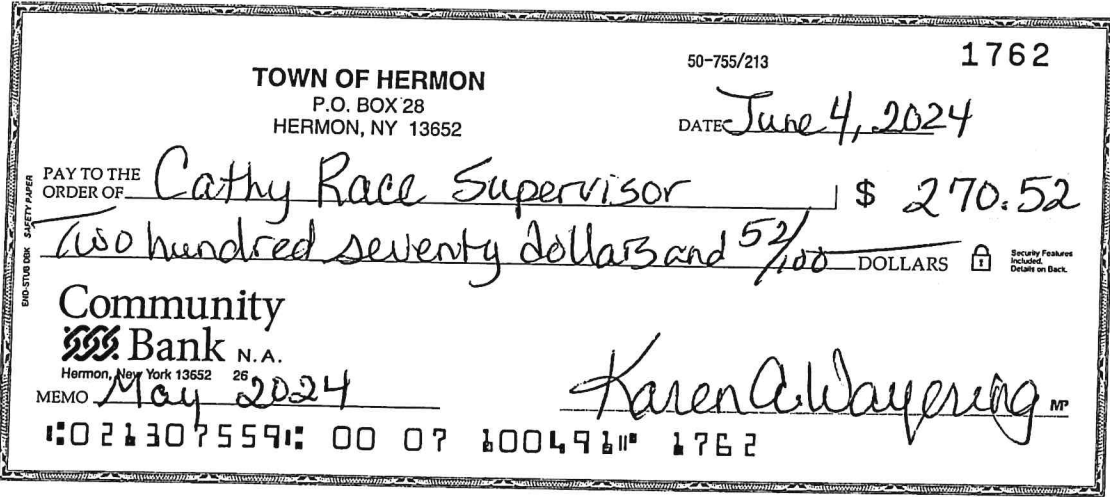 1762
50-755/213
TOWN OF HERMON
P.O. BOX 28
HERMON, NY 13652
DATE June 4, 2024
PAY TO THE
ORDER OF Cathy Race Supervisor $ 270.52
Two hundred seventy dollars and 52/100 DOLLARS
Security Features
Included.
Details on Back.
END-STUB DDK SAFETY PAPER
Community
Bank N.A.
Hermon, New York 13652 26
MEMO May 2024
Karen A. Wayering MP
⑆021307559⑆ 00 07 100491⑈ 1762